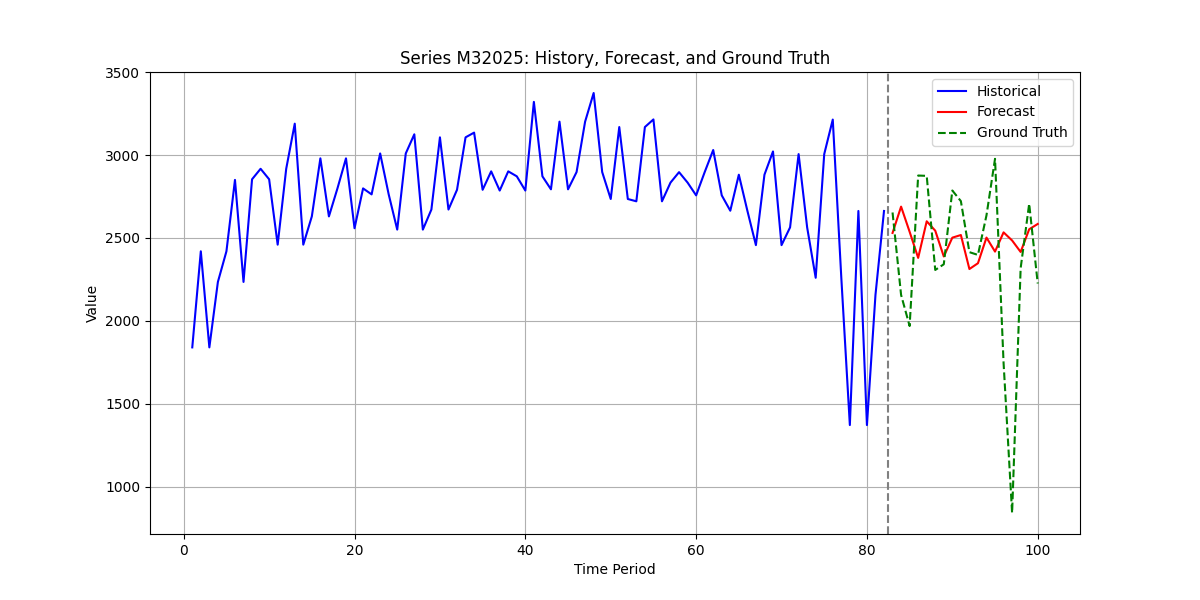 Series M32025: History, Forecast, and Ground Truth
Historical
Forecast
Ground Truth
Value
3500
3000
2500
2000
1500
1000
0 20 40 60 80 100
Time Period